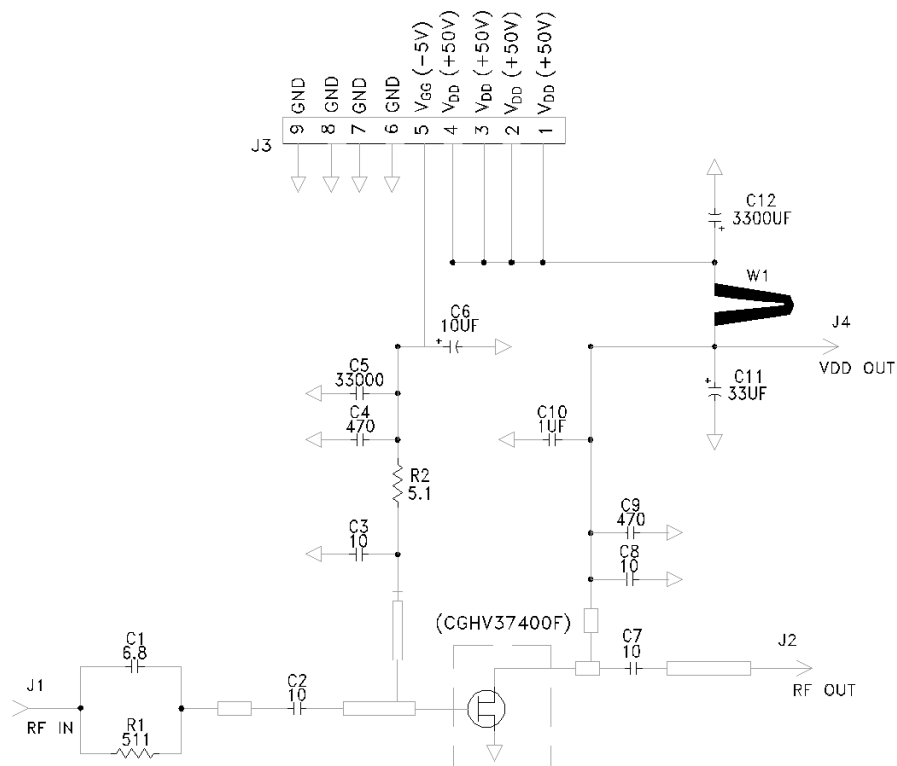 GND
GND
GND
GND
VGG (-5V)
VDD (+50V)
VDD (+50V)
VDD (+50V)
VDD (+50V)
9 8 7 6 5 4 3 2 1
J3
C12
3300UF
W1
C6
10UF
J4
VDD OUT
C5
33000
C11
33UF
C4
470
C10
1UF
R2
5.1
C9
470
C3
10
C8
10
(CGHV37400F)
C7
10
J2
RF OUT
C1
6.8
C2
10
J1
RF IN
R1
511